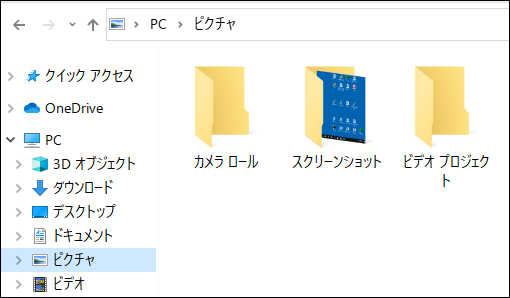 PC
ピクチャ
クイック アクセス
OneDrive
PC
3D オブジェクト
ダウンロード
デスクトップ
ドキュメント
ピクチャ
ビデオ
カメラ ロール
スクリーンショット
ビデオ プロジェク
ト